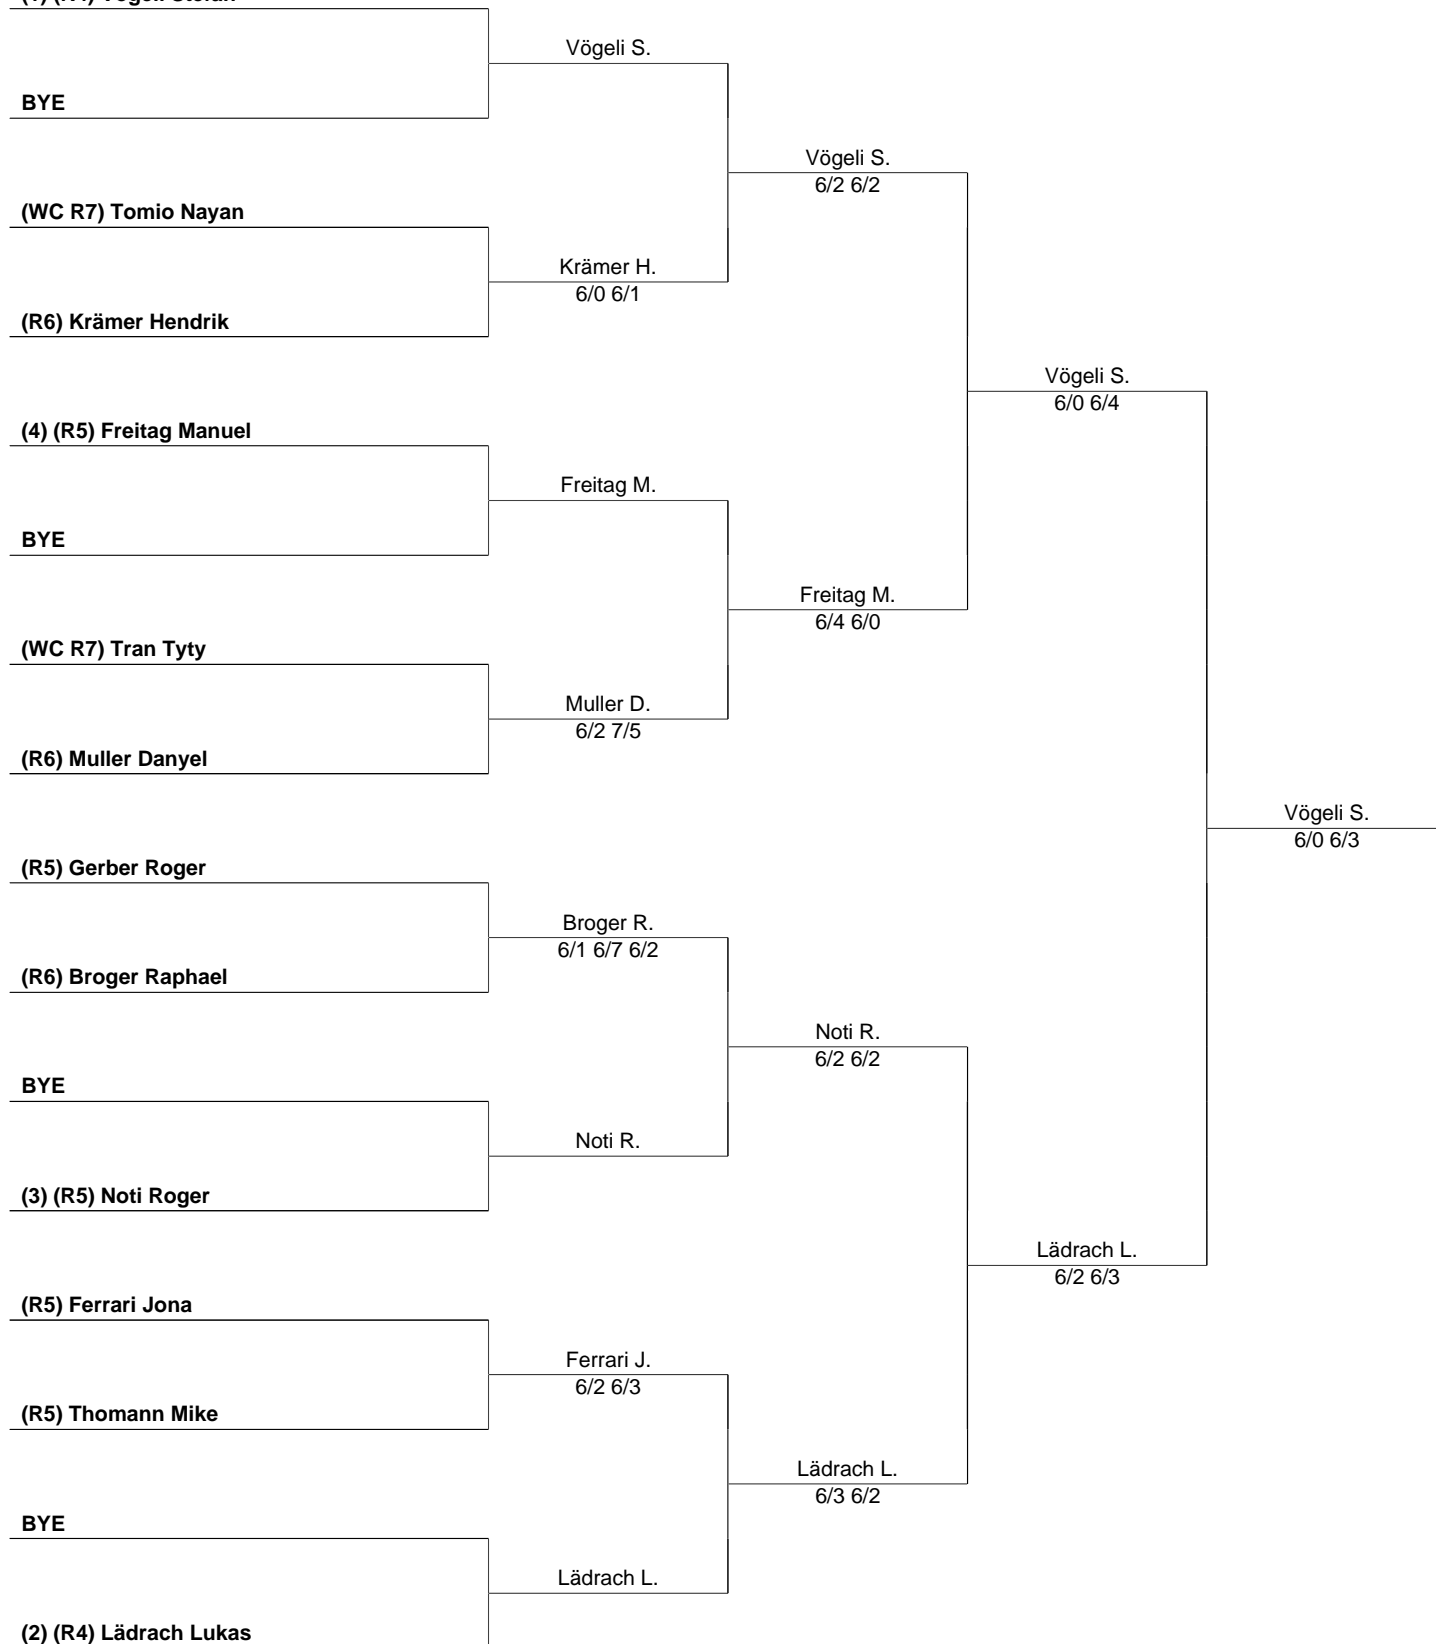 (1) (R4) Vögeli Stefan
Vögeli S.
BYE
Vögeli S.
6/2 6/2
(WC R7) Tomio Nayan
Krämer H.
6/0 6/1
(R6) Krämer Hendrik
Vögeli S.
6/0 6/4
(4) (R5) Freitag Manuel
Freitag M.
BYE
Freitag M.
6/4 6/0
(WC R7) Tran Tyty
Muller D.
6/2 7/5
(R6) Muller Danyel
Vögeli S.
6/0 6/3
(R5) Gerber Roger
Broger R.
6/1 6/7 6/2
(R6) Broger Raphael
Noti R.
6/2 6/2
BYE
Noti R.
(3) (R5) Noti Roger
Lädrach L.
6/2 6/3
(R5) Ferrari Jona
Ferrari J.
6/2 6/3
(R5) Thomann Mike
Lädrach L.
6/3 6/2
BYE
Lädrach L.
(2) (R4) Lädrach Lukas